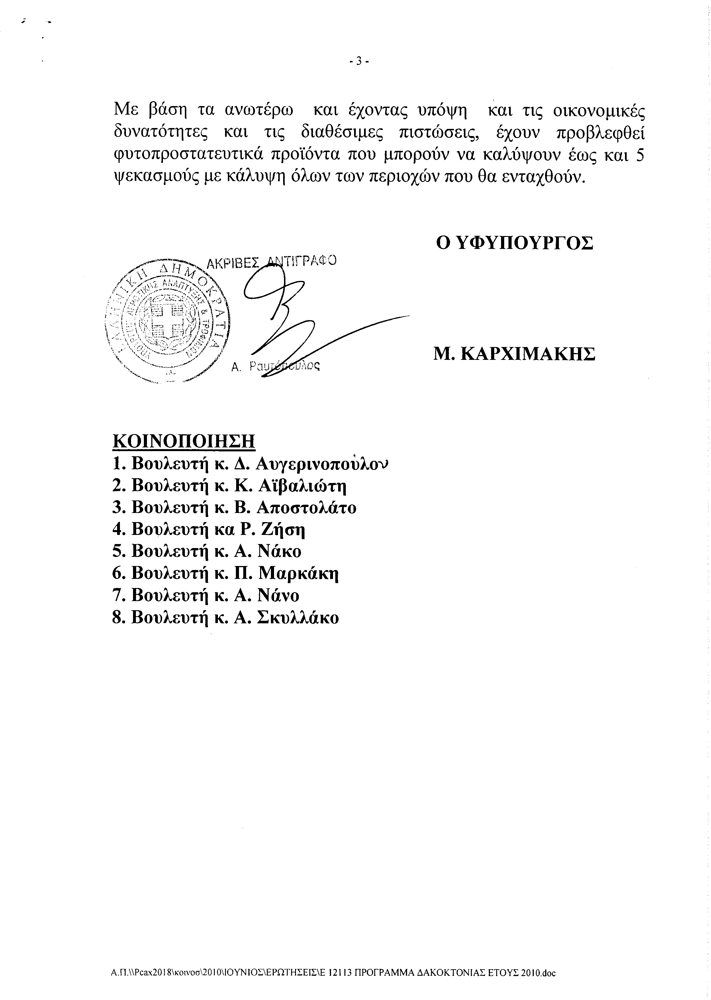 - 3 -
Με βάση τα ανωτέρω και έχοντας υπόψη και τις οικονομικές
δυνατότητες και τις διαθέσιμες πιστώσεις, έχουν προβλεφθεί
φυτοπροστατευτικά προϊόντα που μπορούν να καλύψουν έως και 5
ψεκασμούς με κάλυψη όλων των περιοχών που θα ενταχθούν.
Ο ΥΦΥΠΟΥΡΓΟΣ
ΑΚΡΙΒΕΣ ΑΝΤΙΓΡΑΦΟ
ΕΛΛΗΝΙΚΗ ΔΗΜΟΚΡΑΤΙΑ
ΥΠΟΥΡΓΕΙΟ ΑΓΡΟΤΙΚΗΣ ΑΝΑΠΤΥΞΗΣ & ΤΡΟΦΙΜΩΝ
Μ. ΚΑΡΧΙΜΑΚΗΣ
Α.
ΚΟΙΝΟΠΟΙΗΣΗ
1. Βουλευτή κ. Δ. Αυγερινοπούλου
2. Βουλευτή κ. Κ. Αϊβαλιώτη
3. Βουλευτή κ. Β. Αποστολάτο
4. Βουλευτή κα Ρ. Ζήση
5. Βουλευτή κ. Α. Νάκο
6. Βουλευτή κ. Π. Μαρκάκη
7. Βουλευτή κ. Α. Νάνο
8. Βουλευτή κ. Α. Σκυλλάκο
Α.Π.\\Pcax2018\κοινοσ\2010\ΙΟΥΝΙΟΣ\ΕΡΩΤΗΣΕΙΣ\Ε 12113 ΠΡΟΓΡΑΜΜΑ ΔΑΚΟΚΤΟΝΙΑΣ ΕΤΟΥΣ 2010.doc